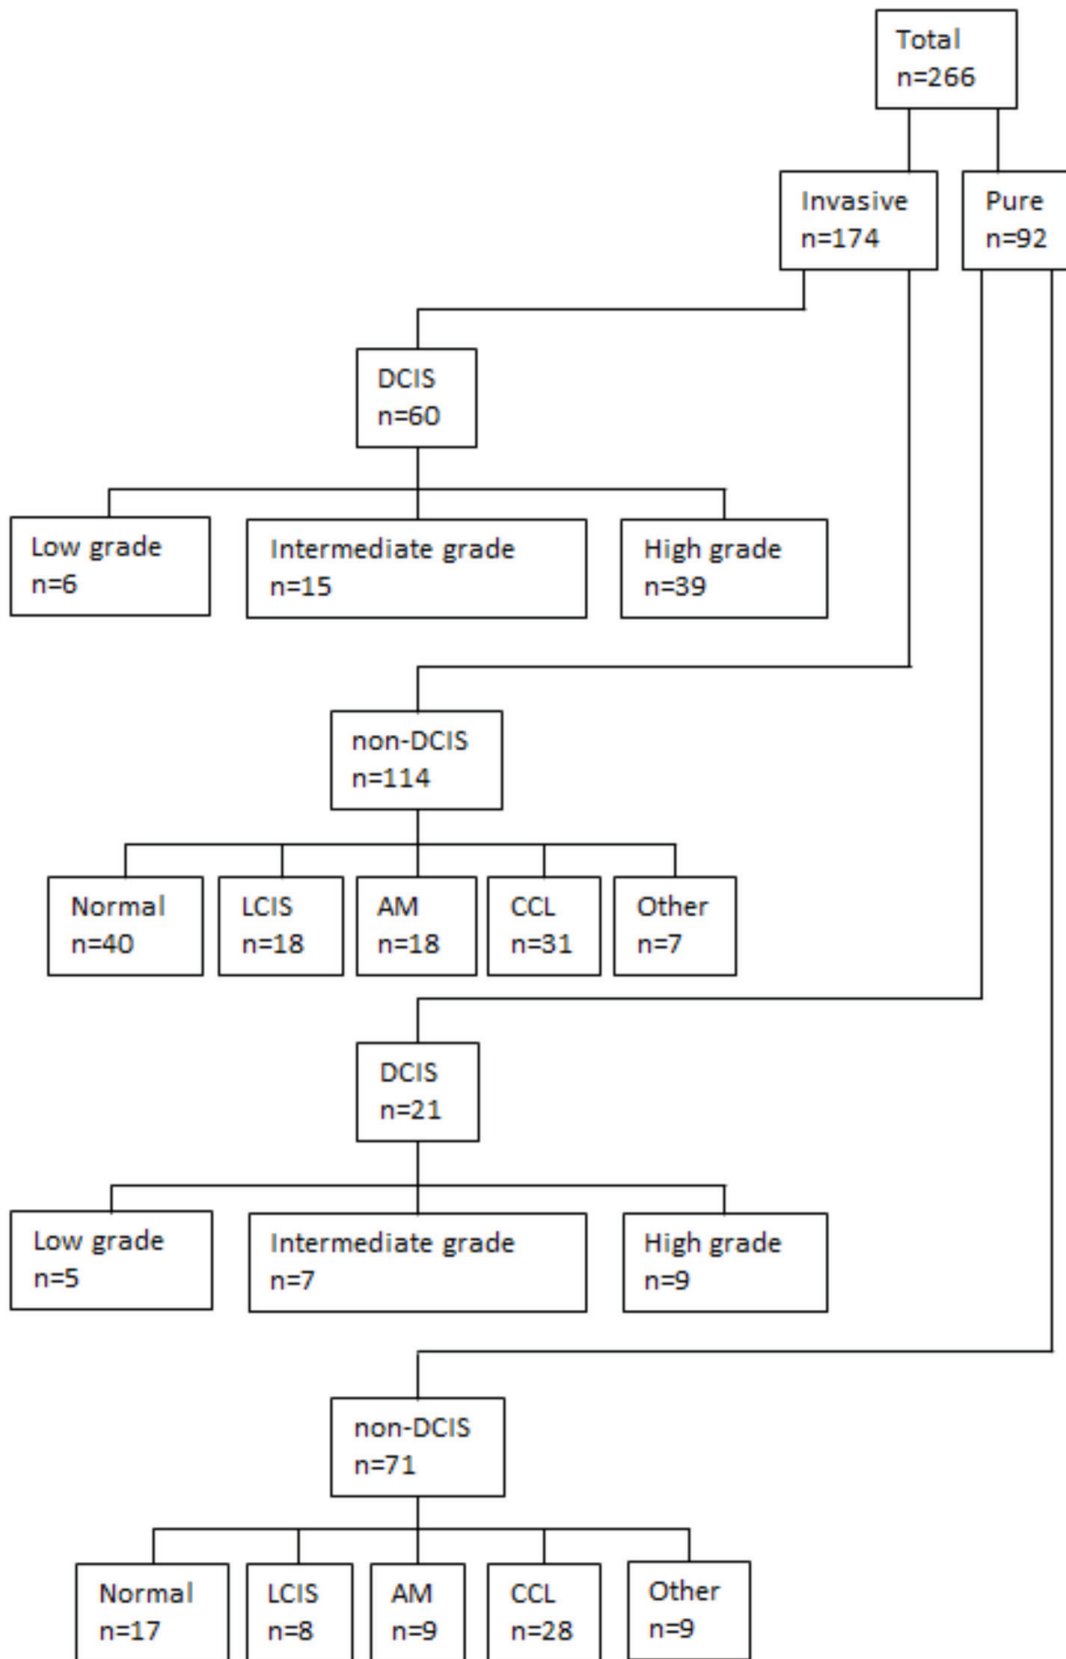 Total
n=266
Invasive
n=174
Pure
n=92
DCIS
n=60
Low grade
n=6
Intermediate grade
n=15
High grade
n=39
non-DCIS
n=114
Normal
n=40
LCIS
n=18
AM
n=18
CCL
n=31
Other
n=7
DCIS
n=21
Low grade
n=5
Intermediate grade
n=7
High grade
n=9
non-DCIS
n=71
Normal
n=17
LCIS
n=8
AM
n=9
CCL
n=28
Other
n=9